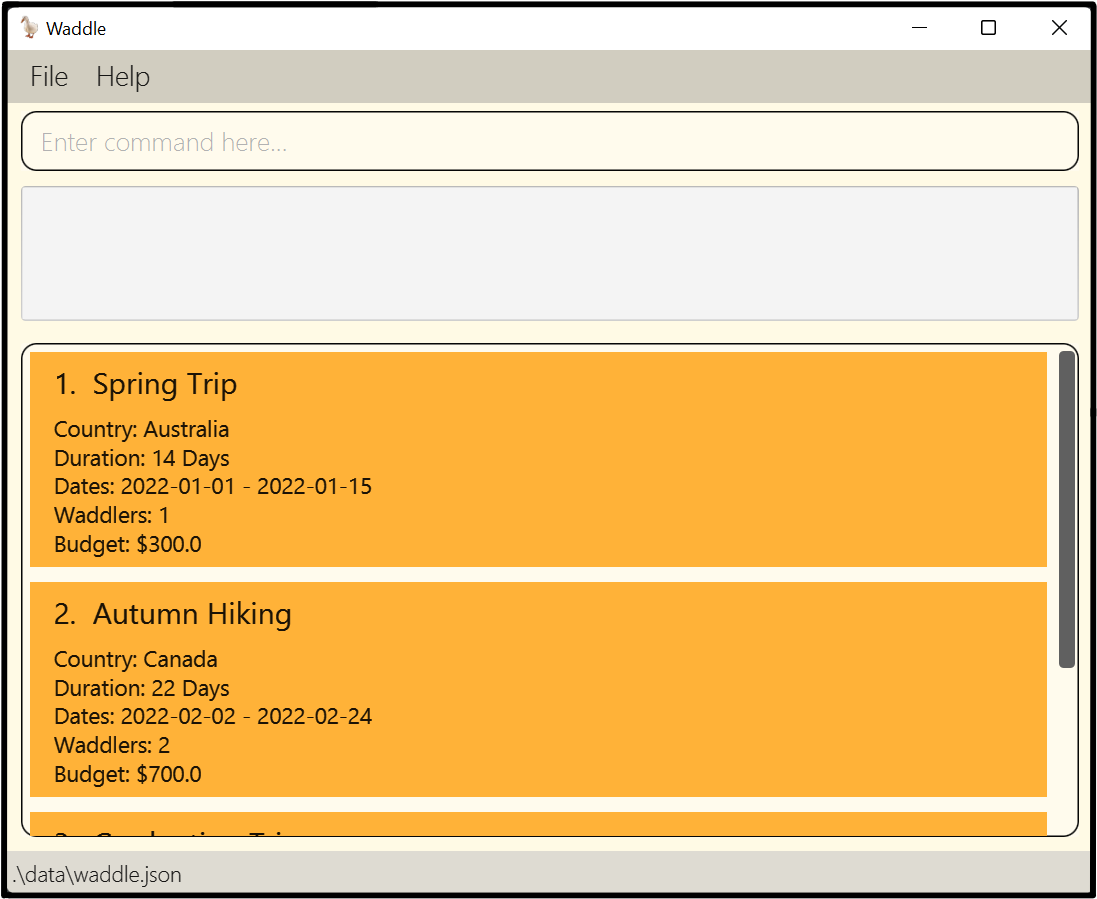 Waddle
File Help
Enter command here...
1. Spring Trip
Country: Australia
Duration: 14 Days
Dates: 2022-01-01 - 2022-01-15
Waddlers: 1
Budget: $300.0
2. Autumn Hiking
Country: Canada
Duration: 22 Days
Dates: 2022-02-02 - 2022-02-24
Waddlers: 2
Budget: $700.0
.\data\waddle.json